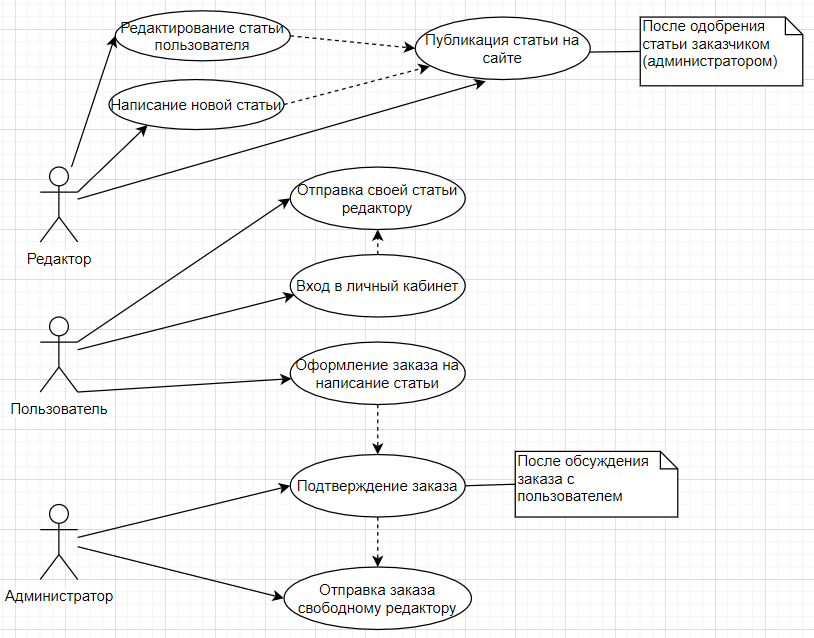 Редактирование статьи
пользователя
Публикация статьи на
сайте
После одобрения
статьи заказчиком
(администратором)
Написание новой статьи
Редактор
Отправка своей статьи
редактору
Вход в личный кабинет
Оформление заказа на
написание статьи
Пользователь
Подтверждение заказа
После обсуждения
заказа с
пользователем
Администратор
Отправка заказа
свободному редактору